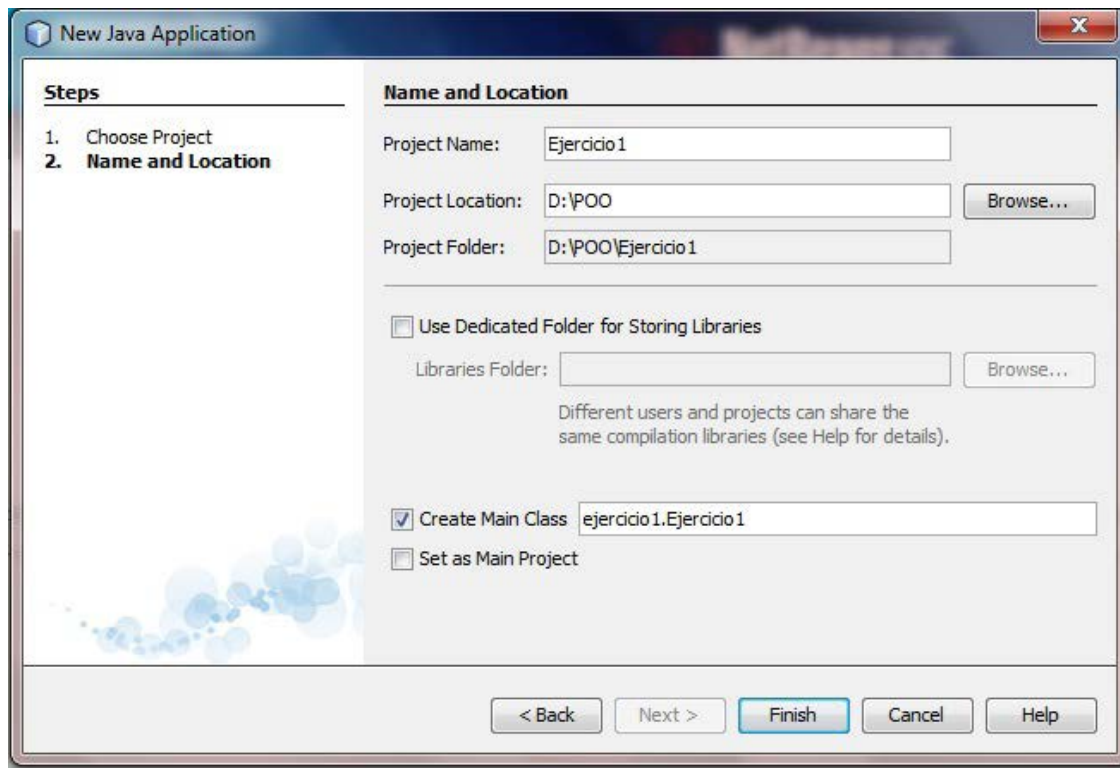 New Java Application
Steps
1. Choose Project
2. Name and Location
Name and Location
Project Name: Ejercicio1
Project Location: D:\POO Browse...
Project Folder: D:\POO\Ejercicio1
Use Dedicated Folder for Storing Libraries
Libraries Folder: Browse...
Different users and projects can share the
same compilation libraries (see Help for details).
Create Main Class ejercicio1.Ejercicio1
Set as Main Project
< Back Next > Finish Cancel Help